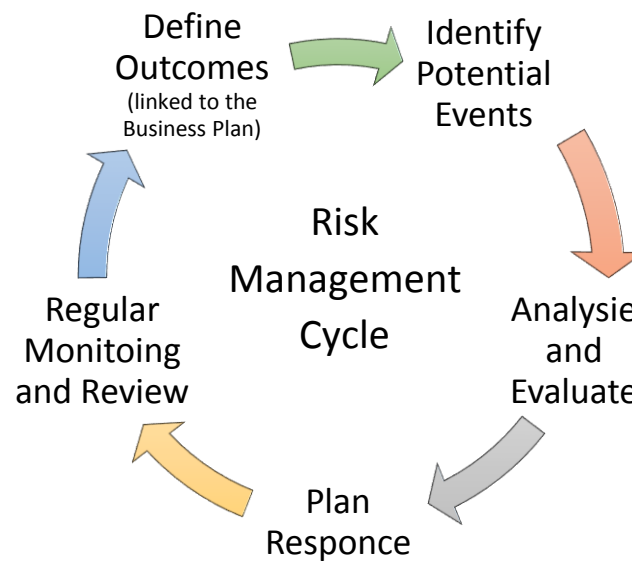 Define
Outcomes
(linked to the
Business Plan)
Identify
Potential
Events
Risk
Management
Cycle
Analysie
and
Evaluate
Plan
Responce
Regular
Monitoing
and Review